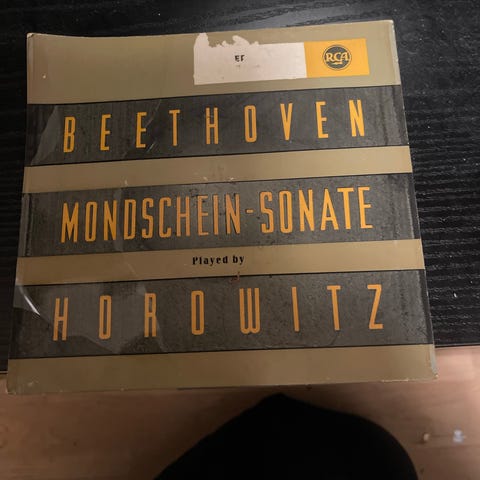 RCA
BEETHOVEN
MONDSCHEIN-SONATE
Played by
HOROWITZ